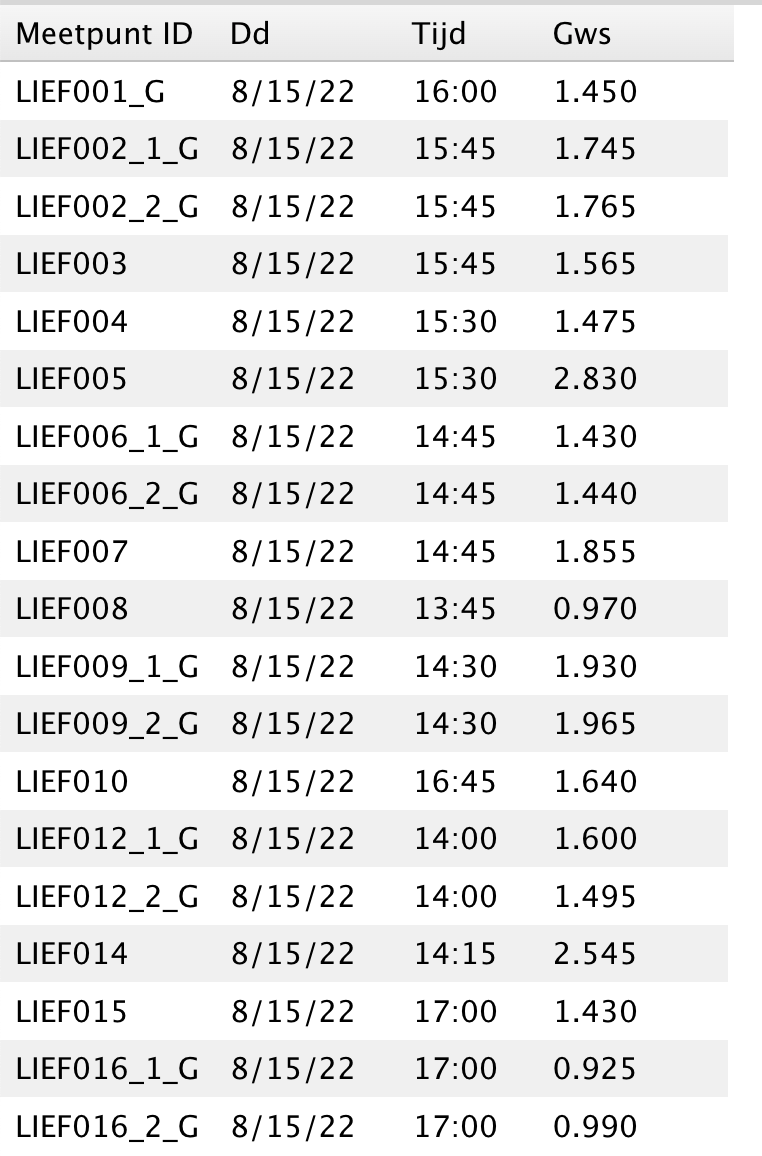 Meetpunt ID Dd Tijd Gws
LIEF001_G 8/15/22 16:00 1.450
LIEF002_1_G 8/15/22 15:45 1.745
LIEF002_2_G 8/15/22 15:45 1.765
LIEF003 8/15/22 15:45 1.565
LIEF004 8/15/22 15:30 1.475
LIEF005 8/15/22 15:30 2.830
LIEF006_1_G 8/15/22 14:45 1.430
LIEF006_2_G 8/15/22 14:45 1.440
LIEF007 8/15/22 14:45 1.855
LIEF008 8/15/22 13:45 0.970
LIEF009_1_G 8/15/22 14:30 1.930
LIEF009_2_G 8/15/22 14:30 1.965
LIEF010 8/15/22 16:45 1.640
LIEF012_1_G 8/15/22 14:00 1.600
LIEF012_2_G 8/15/22 14:00 1.495
LIEF014 8/15/22 14:15 2.545
LIEF015 8/15/22 17:00 1.430
LIEF016_1_G 8/15/22 17:00 0.925
LIEF016_2_G 8/15/22 17:00 0.990